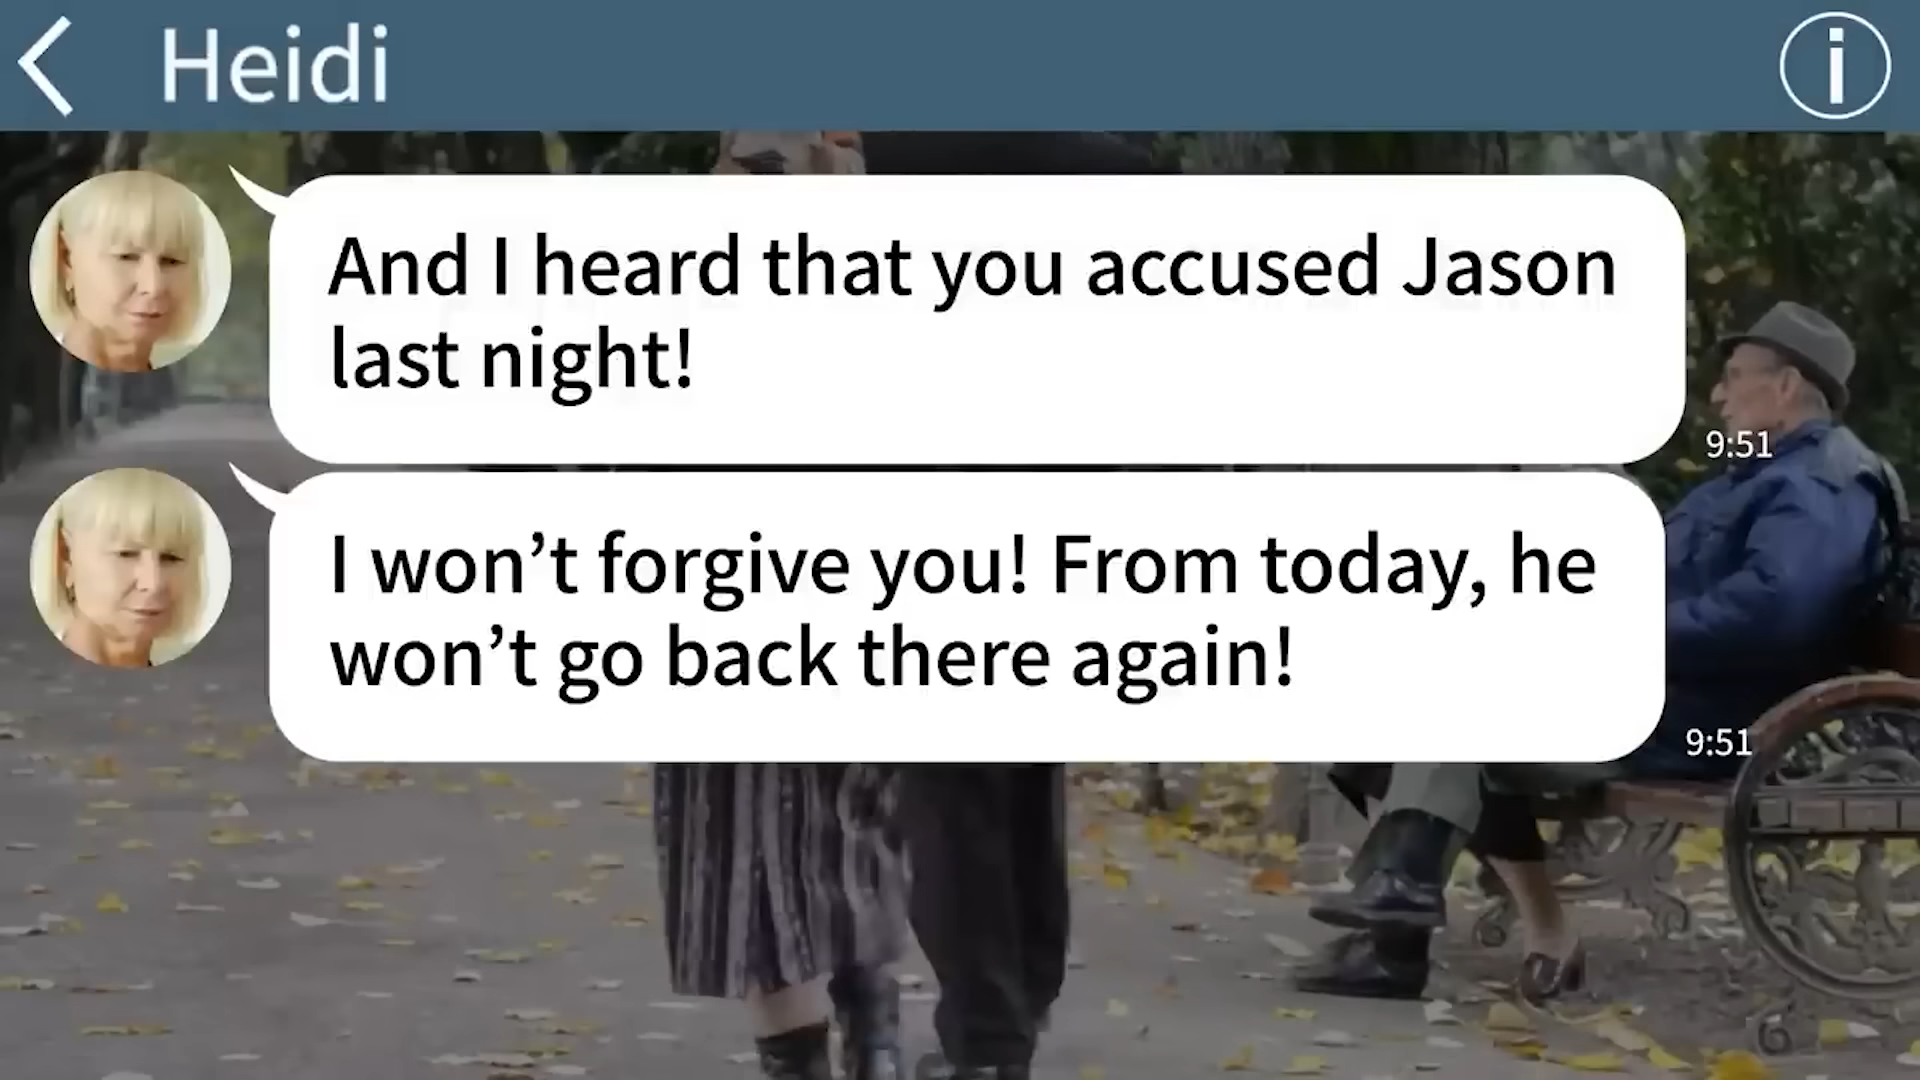 Heidi
And I heard that you accused Jason
last night!
9:51
I won’t forgive you! From today, he
won’t go back there again!
9:51